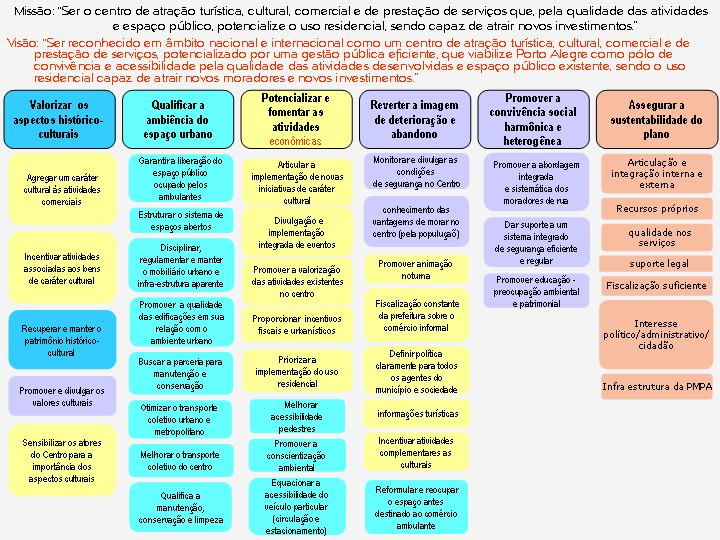 Missão: "Ser o centro de atração turística, cultural, comercial e de prestação de serviços que, pela qualidade das atividades
e espaço público, potencialize o uso residencial, sendo capaz de atrair novos investimentos."
Visão: "Ser reconhecido em âmbito nacional e internacional como um centro de atração turística, cultural, comercial e de
prestação de serviços, potencializado por uma gestão pública eficiente, que viabilize Porto Alegre como pólo de
convivência e acessibilidade pela qualidade das atividades desenvolvidas e espaço público existente, sendo o uso
residencial capaz de atrair novos moradores e novos investimentos."
Valorizar os
aspectos histórico-
culturais
Agregar um caráter
cultural ás atividades
comerciais
Incentivar atividades
associadas aos bens
de caráter cultural
Recuperar e manter o
patrimônio histórico-
cultural
Promover e divulgar os
valores culturais
Sensibilizar os atores
do Centro para a
importância dos
aspectos culturais
Qualificar a
ambiência do
espaço urbano
Garantir a liberação do
espaço público
ocupado pelos
ambulantes
Estruturar o sistema de
espaços abertos
Disciplinar,
regulamentar e manter
o mobiliário urbano e
infra-estrutura aparente
Promover a qualidade
das edificações em sua
relação com o
ambiente urbano
Buscar a parceria para
manutenção e
conservação
Otimizar o transporte
coletivo urbano e
metropolitano
Melhorar o transporte
coletivo do centro
Qualifica a
manutenção,
conservação e limpeza
Potencializar e
fomentar as
atividades
económicas
Articular a
implementação de novas
iniciativas de caráter
cultural
Divulgação e
implementação
integrada de eventos
Promover a valorização
das atividades existentes
no centro
Proporcionar incentivos
fiscais e urbanísticos
Priorizar a
implementação do uso
residencial
Melhorar
acessibilidade
pedestres
Promover a
conscientização
ambiental
Equacionar a
acessibilidade do
veículo particular
(circulação e
estacionamento)
Reverter a imagem
de deterioração e
abandono
Monitorar e divulgar as
condições
de segurança no Centro
conhecimento das
vantagens de morar no
centro (pela populuçaõ)
Promover animação
noturna
Fiscalização constante
da prefeitura sobre o
comércio informal
Definir política
claramente para todos
os agentes do
município e sociedade
informações turísticas
Incentivar atividades
complementares as
culturais
Reformular e reocupar
o espaço antes
destinado ao comércio
ambulante
Promover a
convivência social
harmônica e
heterogênea
Promover a abordagem
integrada
e sistemática dos
moradores de rua
Dar suporte a um
sistema integrado
de segurança eficiente
e regular
Promover educação -
preocupação ambiental
e patrimonial
Assegurar a
sustentabilidade do
plano
Articulação e
integração interna e
externa
Recursos próprios
qualidade nos
serviços
suporte legal
Fiscalização suficiente
Interesse
político/administrativo/
cidadão
Infra estrutura da PMPA